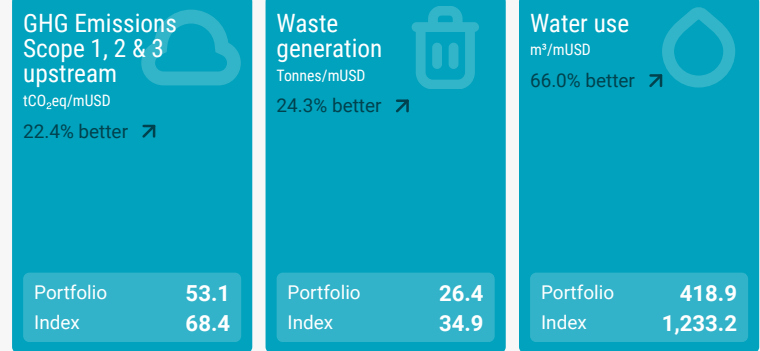 GHG Emissions
Scope 1, 2 & 3
upstream
tCO₂eq/mUSD
22.4% better
Portfolio 53.1
Index 68.4
Waste
generation
Tonnes/mUSD
24.3% better
Portfolio 26.4
Index 34.9
Water use
m³/mUSD
66.0% better
Portfolio 418.9
Index 1,233.2